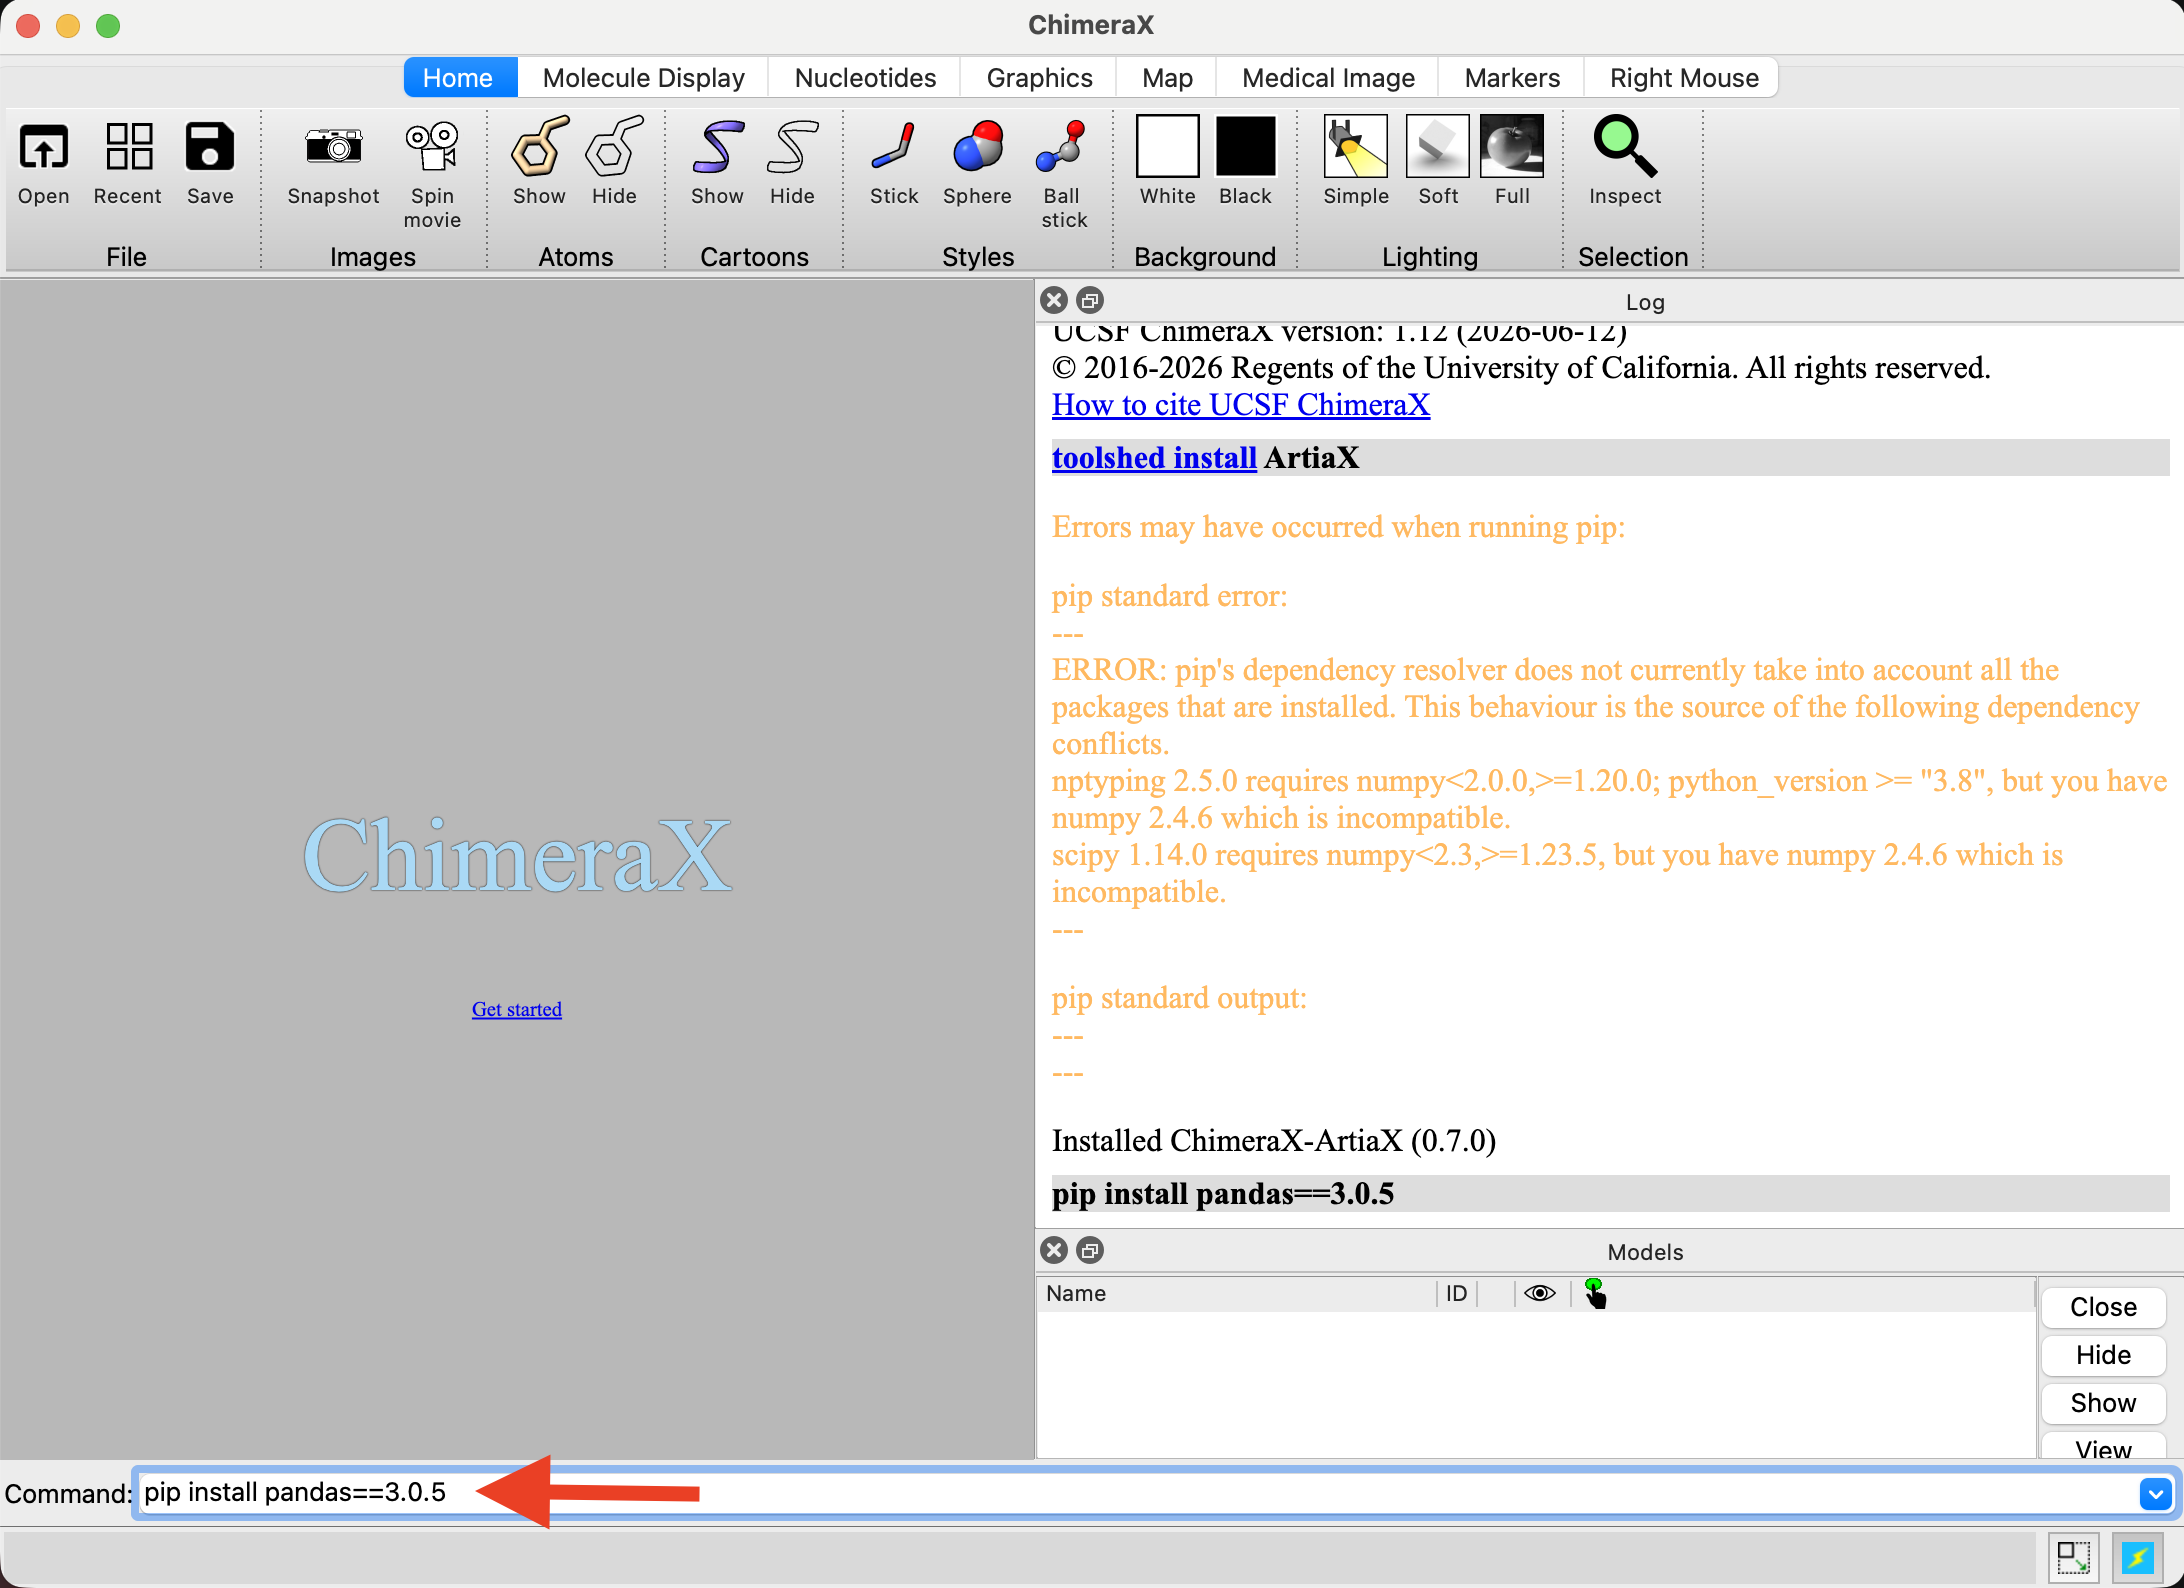 ChimeraX
Home Molecule Display Nucleotides Graphics Map Medical Image Markers Right Mouse
Open Recent Save Snapshot Spin movie Show Hide Show Hide Stick Sphere Ball stick White Black Simple Soft Full Inspect
File Images Atoms Cartoons Styles Background Lighting Selection
ChimeraX
Get started
Log
UCSF ChimeraX version: 1.12 (2026-06-12)
© 2016-2026 Regents of the University of California. All rights reserved.
How to cite UCSF ChimeraX
toolshed install ArtiaX
Errors may have occurred when running pip:
pip standard error:
---
ERROR: pip's dependency resolver does not currently take into account all the
packages that are installed. This behaviour is the source of the following dependency
conflicts.
nptyping 2.5.0 requires numpy<2.0.0,>=1.20.0; python_version >= "3.8", but you have
numpy 2.4.6 which is incompatible.
scipy 1.14.0 requires numpy<2.3,>=1.23.5, but you have numpy 2.4.6 which is
incompatible.
---
pip standard output:
---
---
Installed ChimeraX-ArtiaX (0.7.0)
pip install pandas==3.0.5
Models
Name ID
Close
Hide
Show
View
Command: pip install pandas==3.0.5